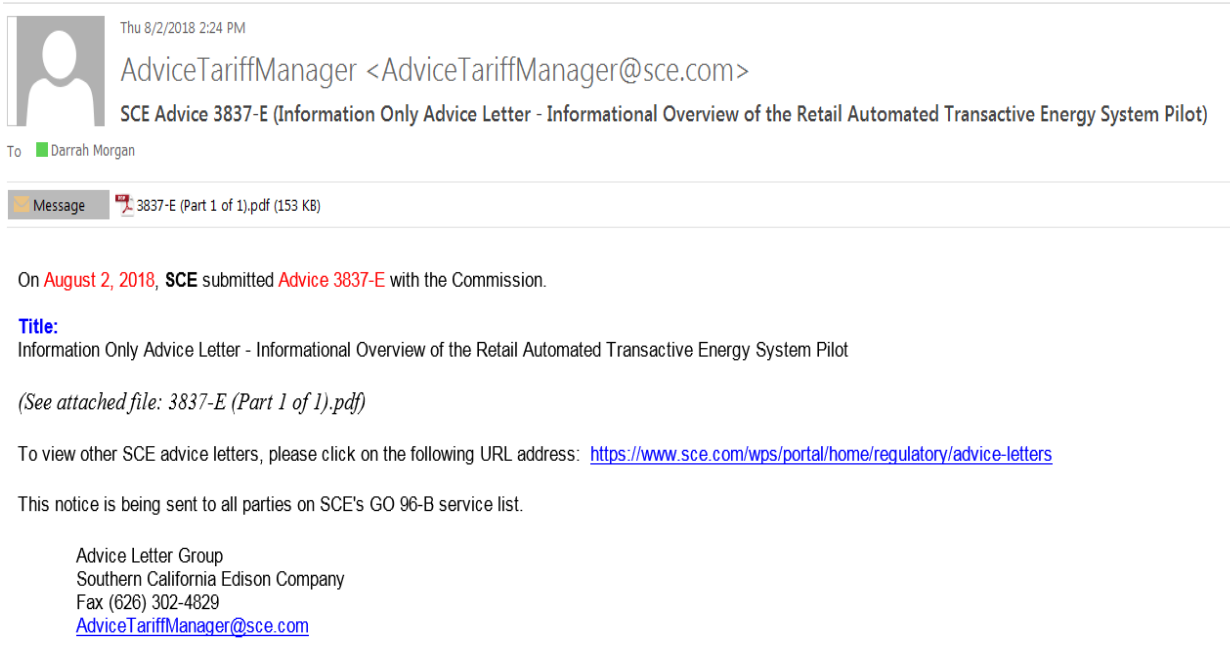 Thu 8/2/2018 2:24 PM
AdviceTariffManager <AdviceTariffManager@sce.com>
SCE Advice 3837-E (Information Only Advice Letter - Informational Overview of the Retail Automated Transactive Energy System Pilot)
To Darrah Morgan
Message 3837-E (Part 1 of 1).pdf (153 KB)
On August 2, 2018, SCE submitted Advice 3837-E with the Commission.
Title:
Information Only Advice Letter - Informational Overview of the Retail Automated Transactive Energy System Pilot
(See attached file: 3837-E (Part 1 of 1).pdf)
To view other SCE advice letters, please click on the following URL address: https://www.sce.com/wps/portal/home/regulatory/advice-letters
This notice is being sent to all parties on SCE's GO 96-B service list.
Advice Letter Group
Southern California Edison Company
Fax (626) 302-4829
AdviceTariffManager@sce.com